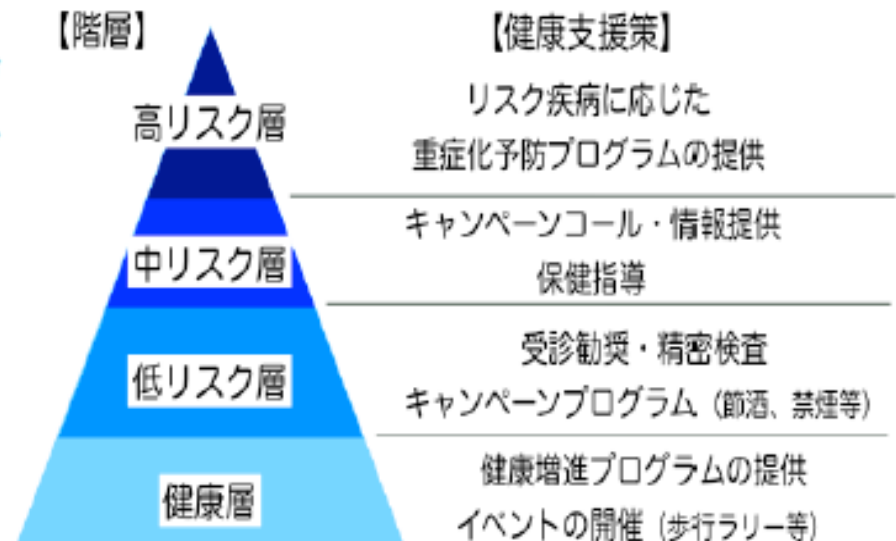 【階層】
【健康支援策】
高リスク層
リスク疾病に応じた
重症化予防プログラムの提供
中リスク層
キャンペーンコール・情報提供
保健指導
低リスク層
受診勧奨・精密検査
キャンペーンプログラム（節酒、禁煙等）
健康層
健康増進プログラムの提供
イベントの開催（歩行ラリー等）